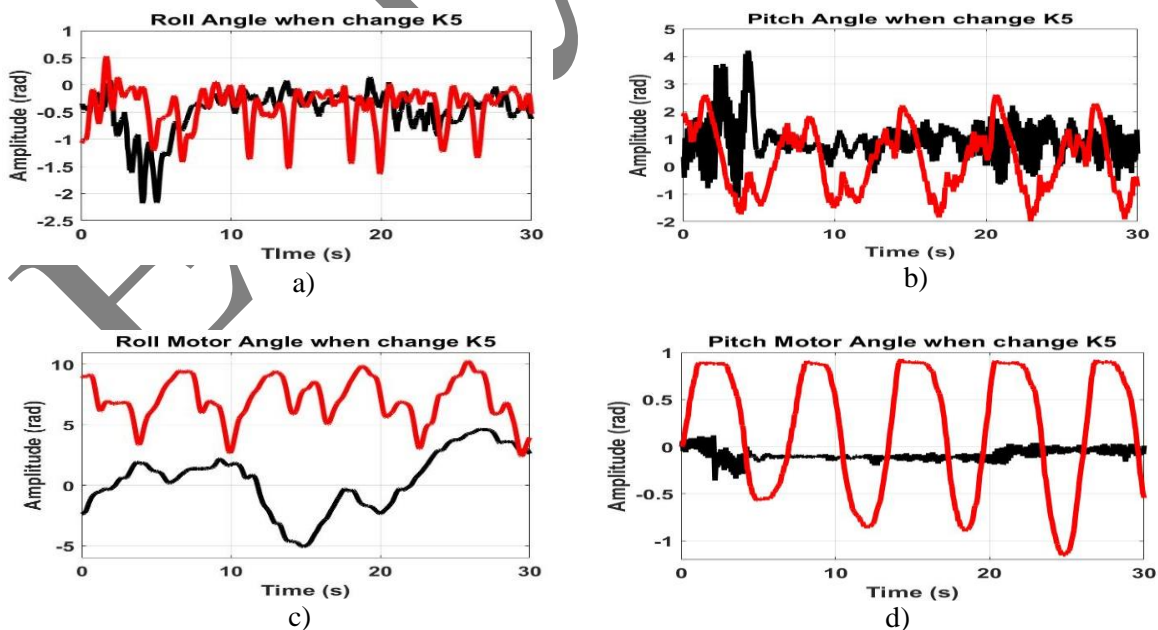 Roll Angle when change K5
Amplitude (rad)
1
0.5
0
-0.5
-1
-1.5
-2
-2.5
0 10 20 30
TIme (s)
a)
Pitch Angle when change K5
Amplitude (rad)
5
4
3
2
1
0
-1
-2
0 10 20 30
Time (s)
b)
Roll Motor Angle when change K5
Amplitude (rad)
10
5
0
-5
0 10 20 30
Time (s)
c)
Pitch Motor Angle when change K5
Amplitude (rad)
1
0.5
0
-0.5
-1
0 10 20 30
Time (s)
d)